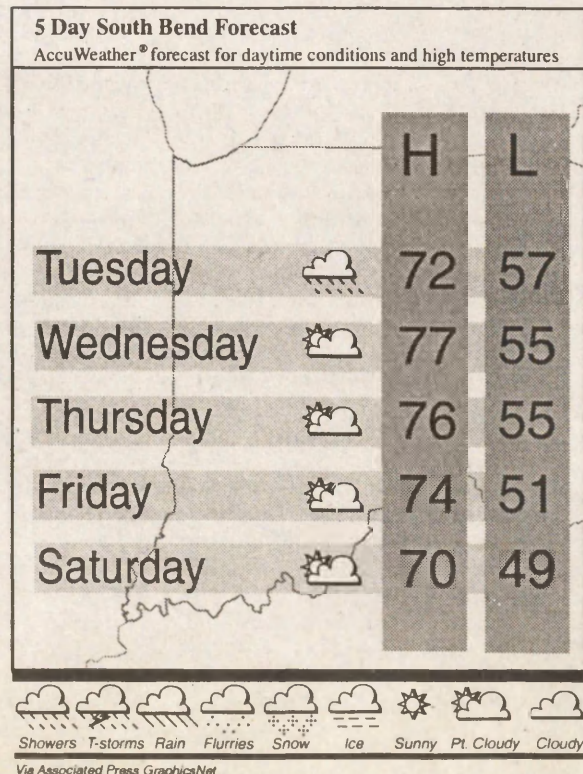 5 Day South Bend Forecast
AccuWeather® forecast for daytime conditions and high temperatures
H L
Tuesday 72 57
Wednesday 77 55
Thursday 76 55
Friday 74 51
Saturday 70 49
Showers T-storms Rain Flurries Snow Ice Sunny Pt. Cloudy Cloudy
Via Associated Press GraphicsNet